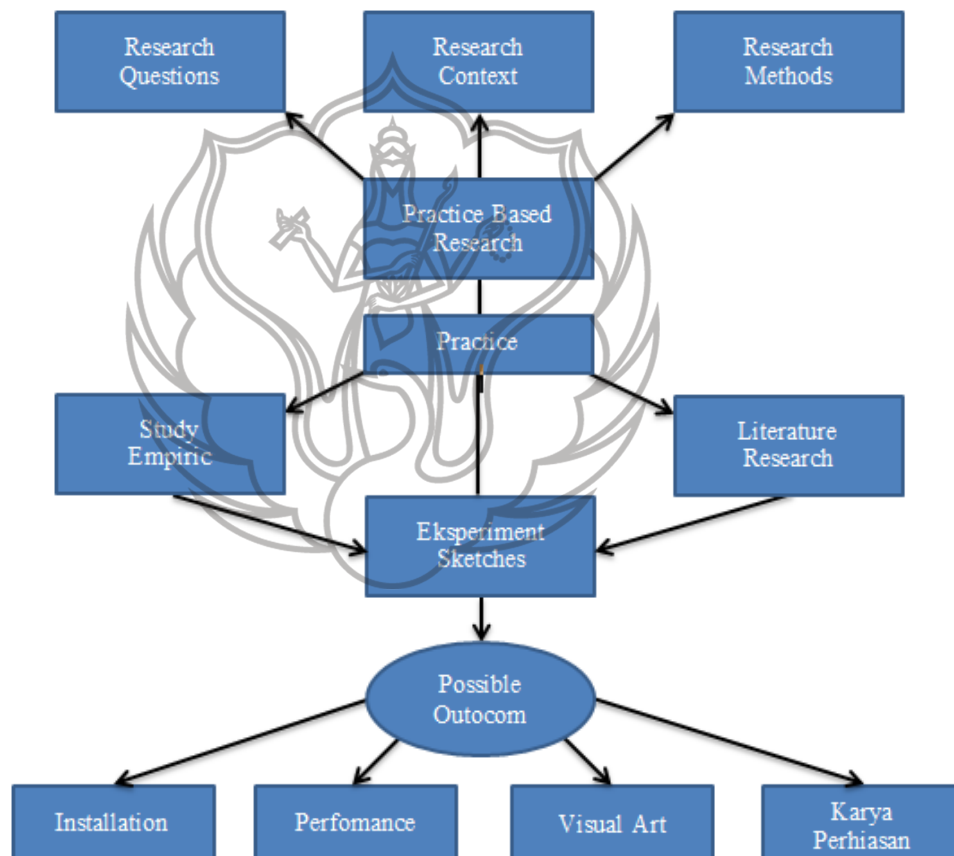 Research
Questions
Research
Context
Research
Methods
Practice Based
Research
Practice
Study
Empiric
Literature
Research
Eksperiment
Sketches
Possible
Outocom
Installation
Perfomance
Visual Art
Karya
Perhiasan